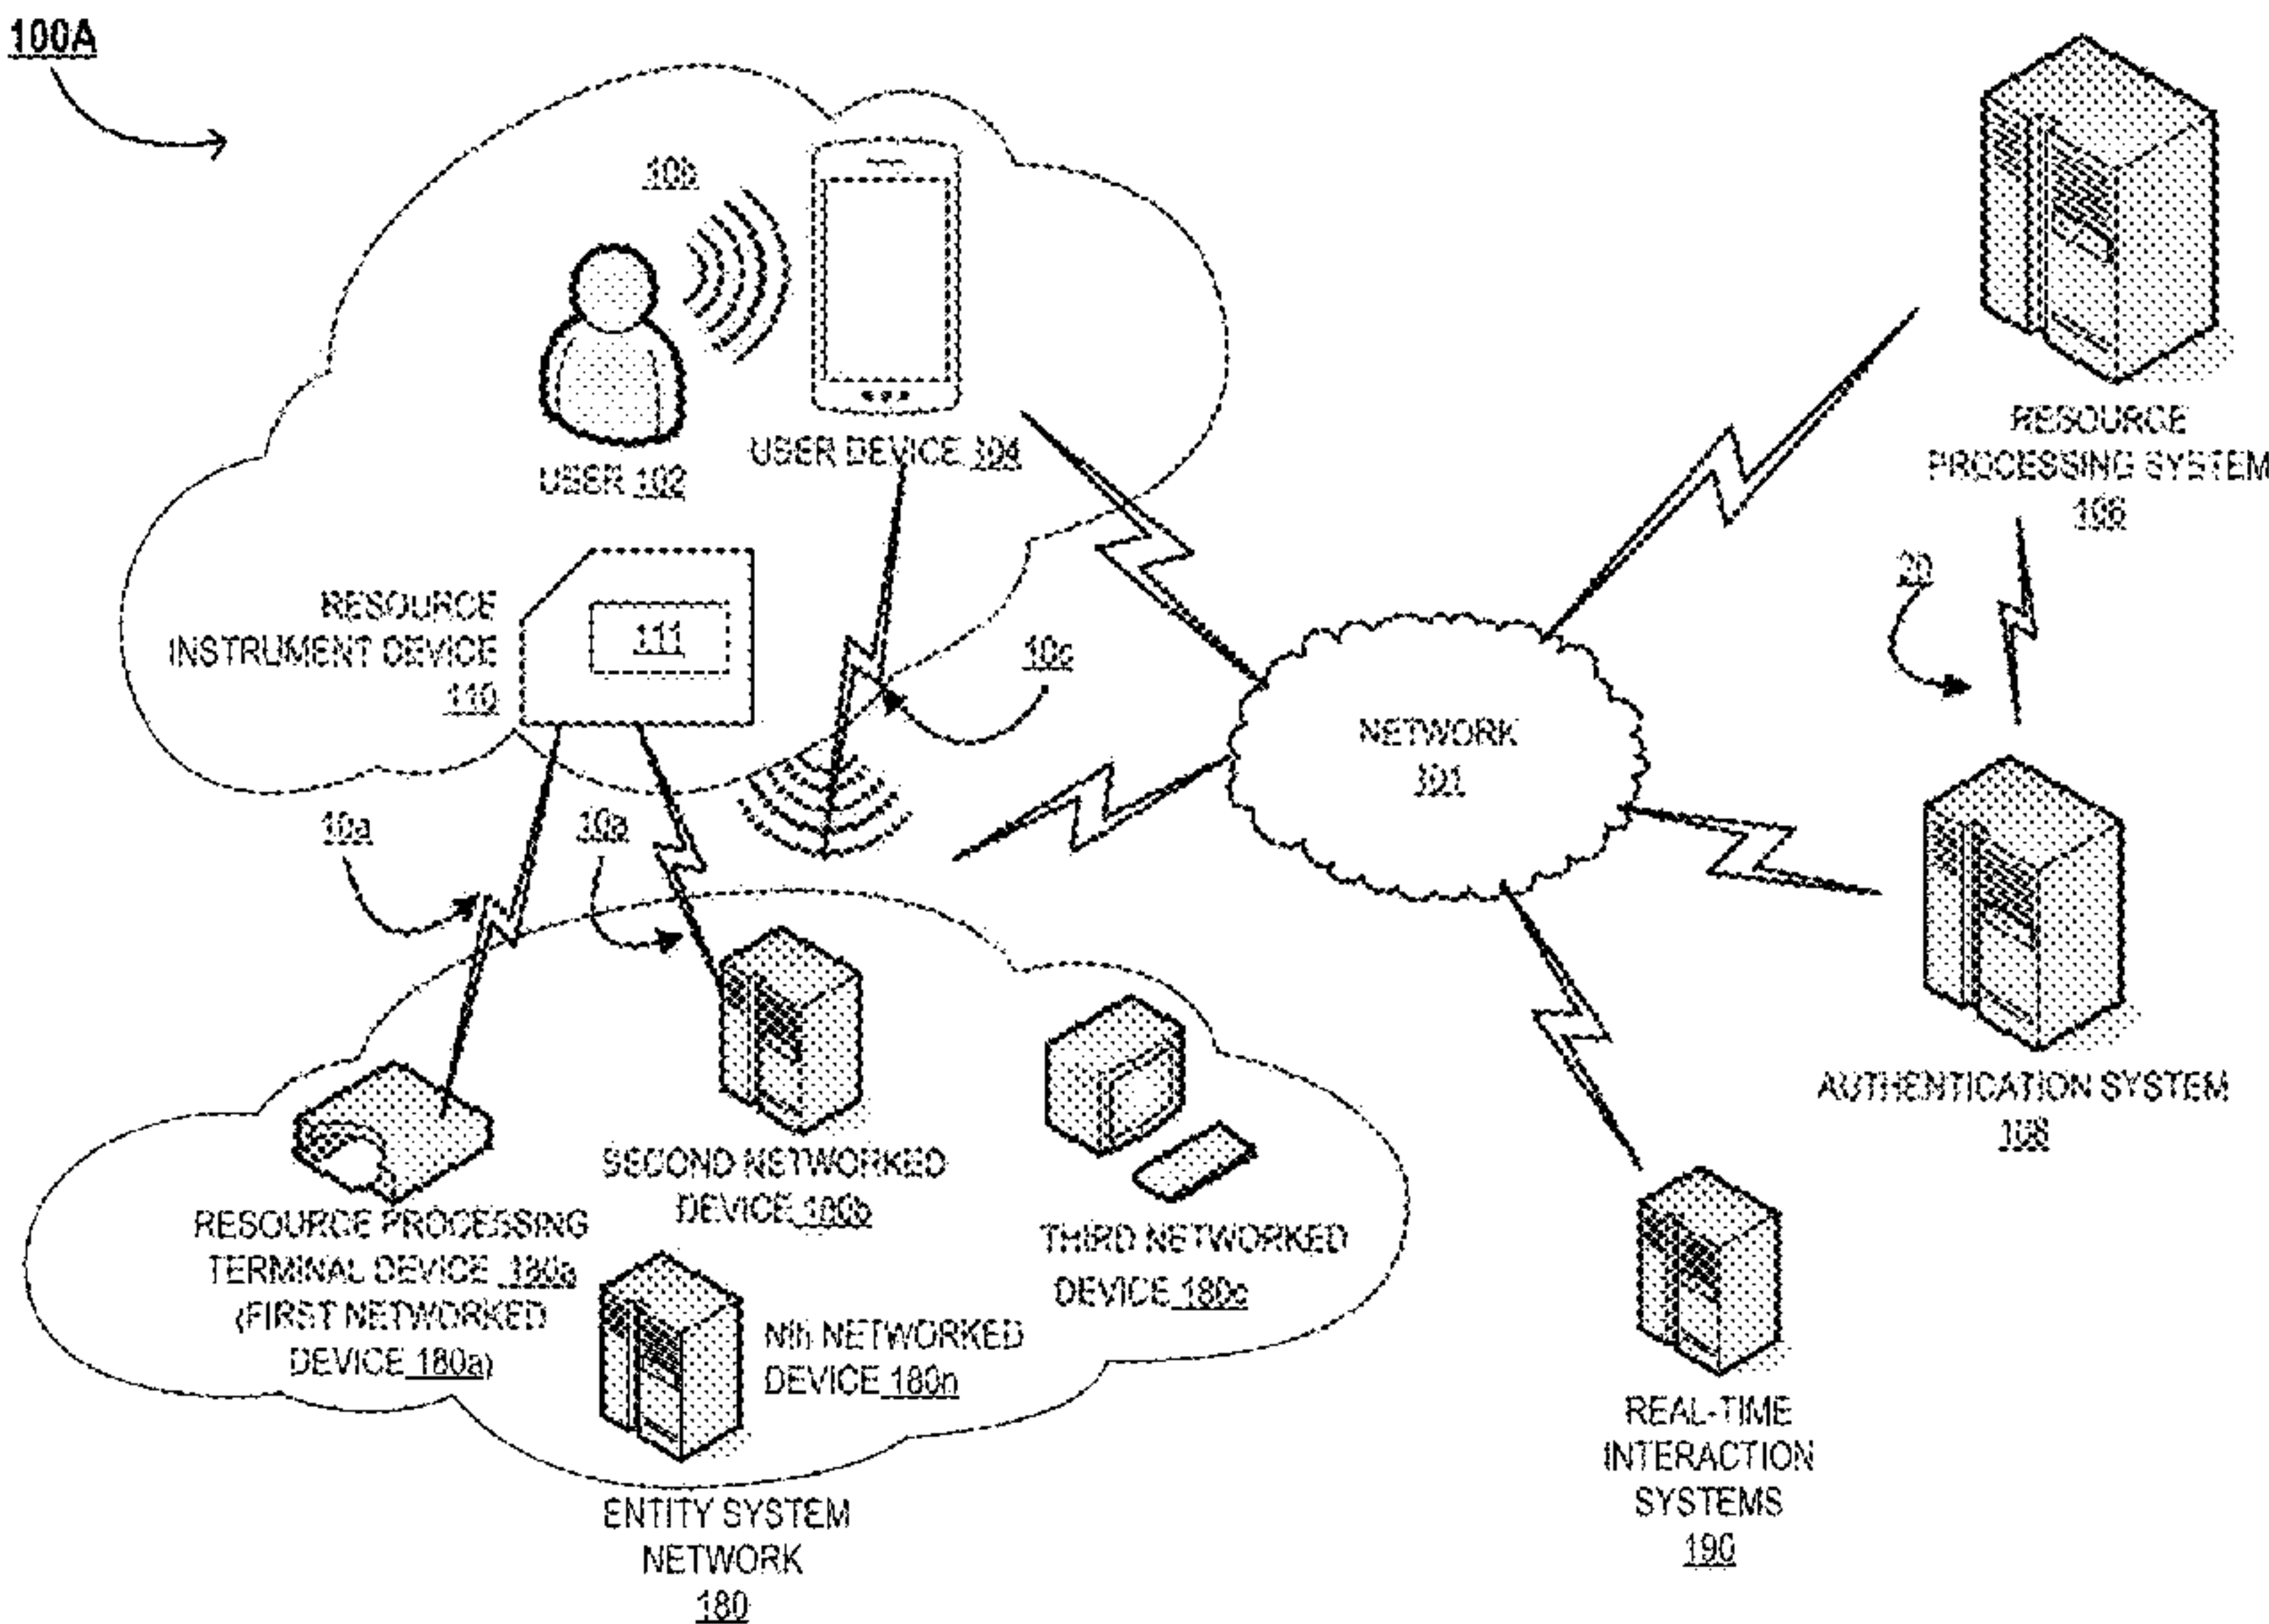 100A
10b
USER 102
USER DEVICE 104
RESOURCE
PROCESSING SYSTEM
106
20
RESOURCE
INSTRUMENT DEVICE
110
111
10c
NETWORK
101
10a
10a
AUTHENTICATION SYSTEM
108
SECOND NETWORKED
DEVICE 180b
RESOURCE PROCESSING
TERMINAL DEVICE 180a
(FIRST NETWORKED
DEVICE 180a)
THIRD NETWORKED
DEVICE 180c
Nth NETWORKED
DEVICE 180n
REAL-TIME
INTERACTION
SYSTEMS
190
ENTITY SYSTEM
NETWORK
180